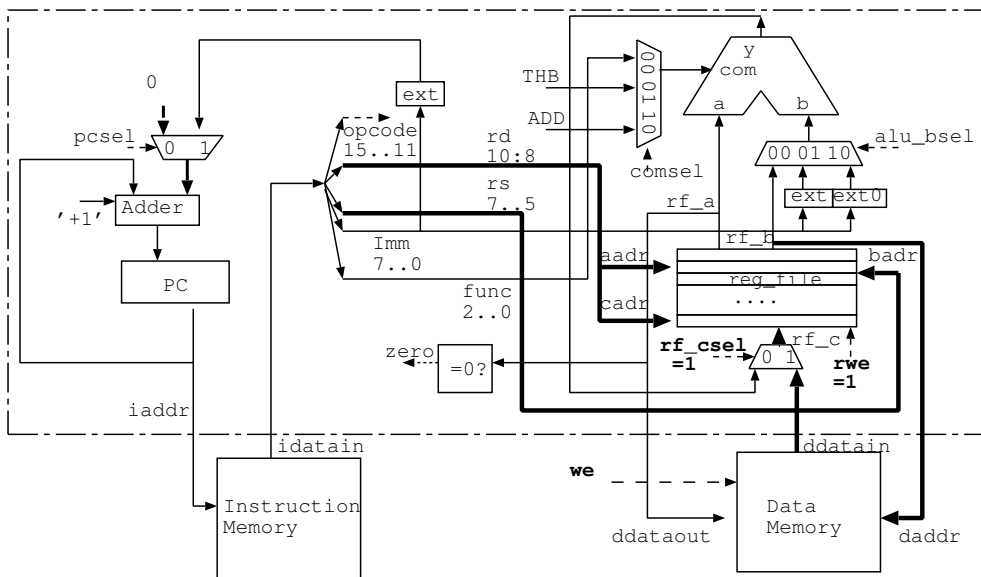 0
pcsel
0 1
'+1'
Adder
PC
iaddr
ext
opcode
15..11
rd
10:8
rs
7..5
Imm
7..0
func
2..0
THB
ADD
00 01 10
comsel
y
com
a
b
00 01 10
alu_bsel
ext
ext0
rf_a
rf_b
aadr
cadr
badr
reg_file
....
rf_c
rf_csel
=1
0 1
rwe
=1
zero
=0?
idatain
ddatain
Instruction
Memory
we
ddataout
Data
Memory
daddr